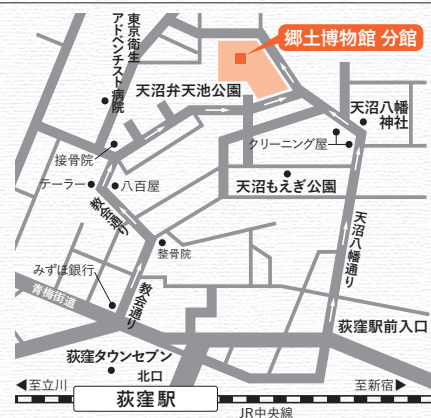 郷土博物館 分館
東京衛生
アドベンチスト病院
天沼弁天池公園
天沼八幡
神社
クリーニング屋
接骨院
テーラー
八百屋
天沼もえぎ公園
教会通り
天沼八幡通り
整骨院
みずほ銀行
青梅街道
教会通り
荻窪駅前入口
荻窪タウンセブン
北口
至立川
荻窪駅
至新宿
JR中央線